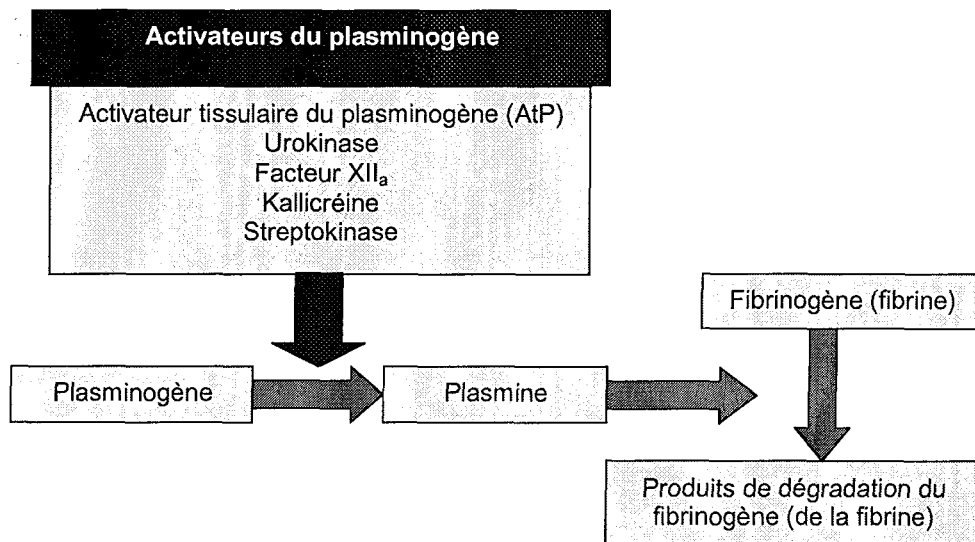 Activateurs du plasminogène
Activateur tissulaire du plasminogène (AtP)
Urokinase
Facteur XIIa
Kallicréine
Streptokinase
Fibrinogène (fibrine)
Plasminogène
Plasmine
Produits de dégradation du
fibrinogène (de la fibrine)